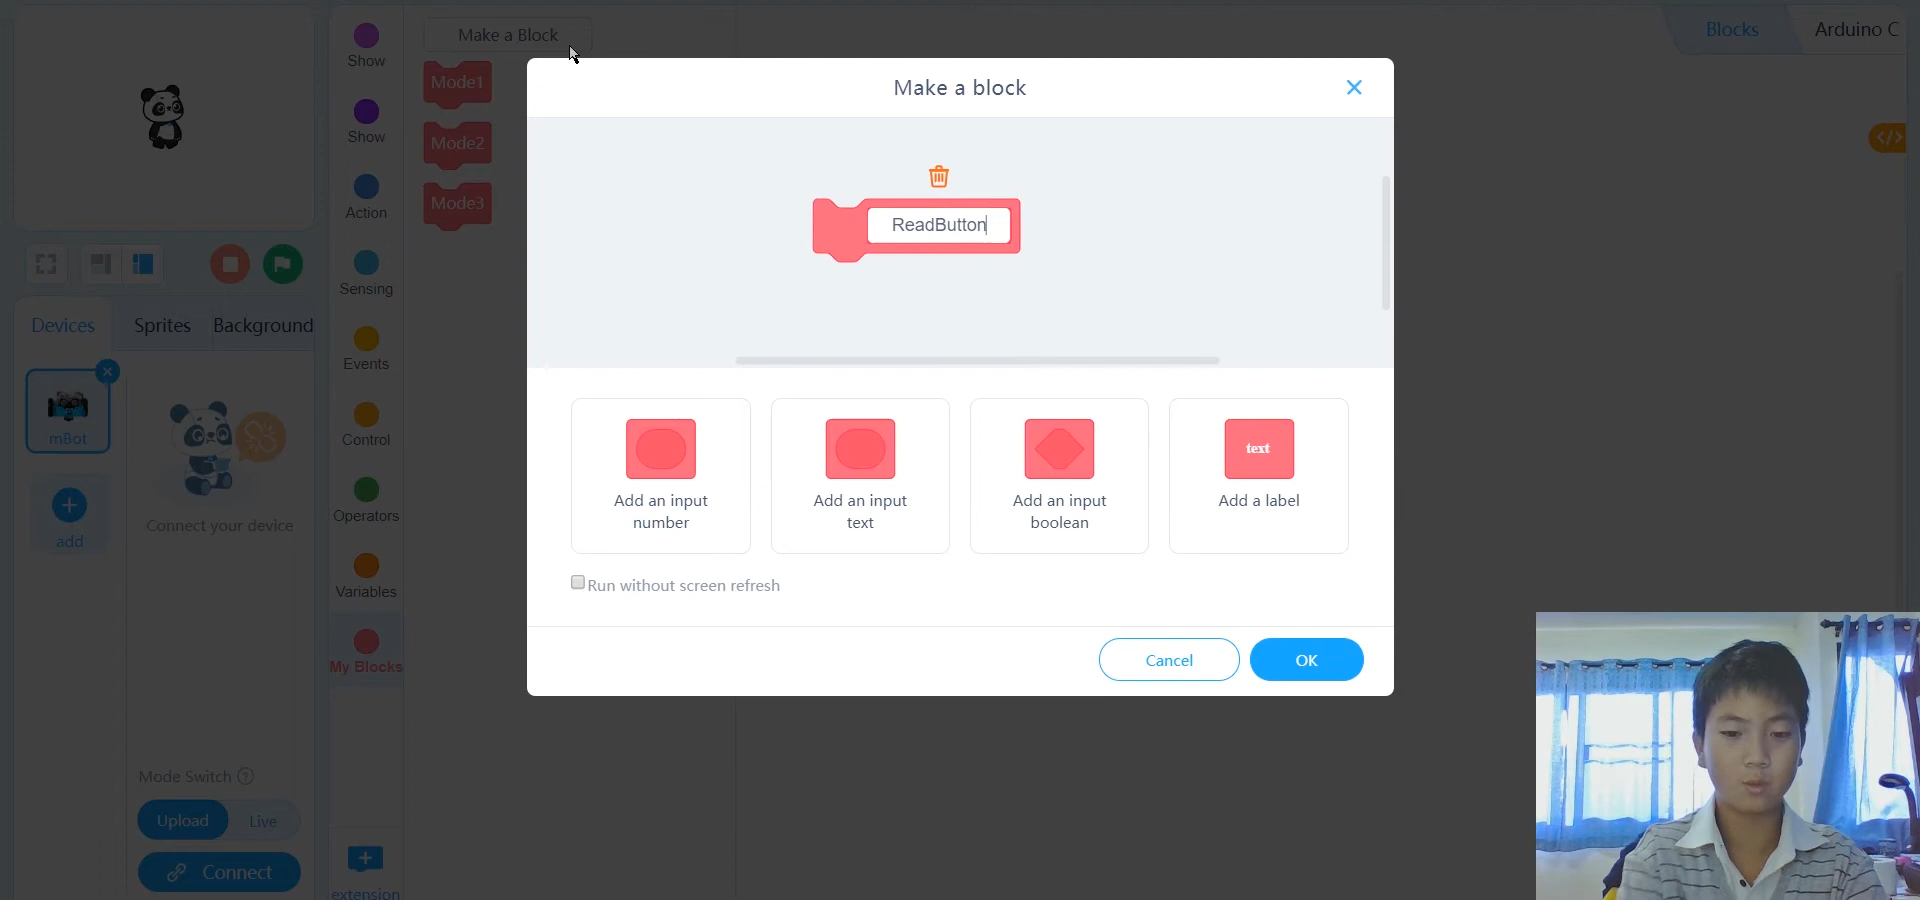 Make a Block
Blocks
Arduino C
Show
Mode1
Make a block
Show
Mode2
Action
Mode3
ReadButton
Sensing
Devices
Sprites
Background
Events
mBot
Control
text
Add an input
number
Add an input
text
Add an input
boolean
Add a label
Connect your device
add
Operators
Variables
Run without screen refresh
My Blocks
Cancel
OK
Mode Switch
Upload
Live
Connect
extension